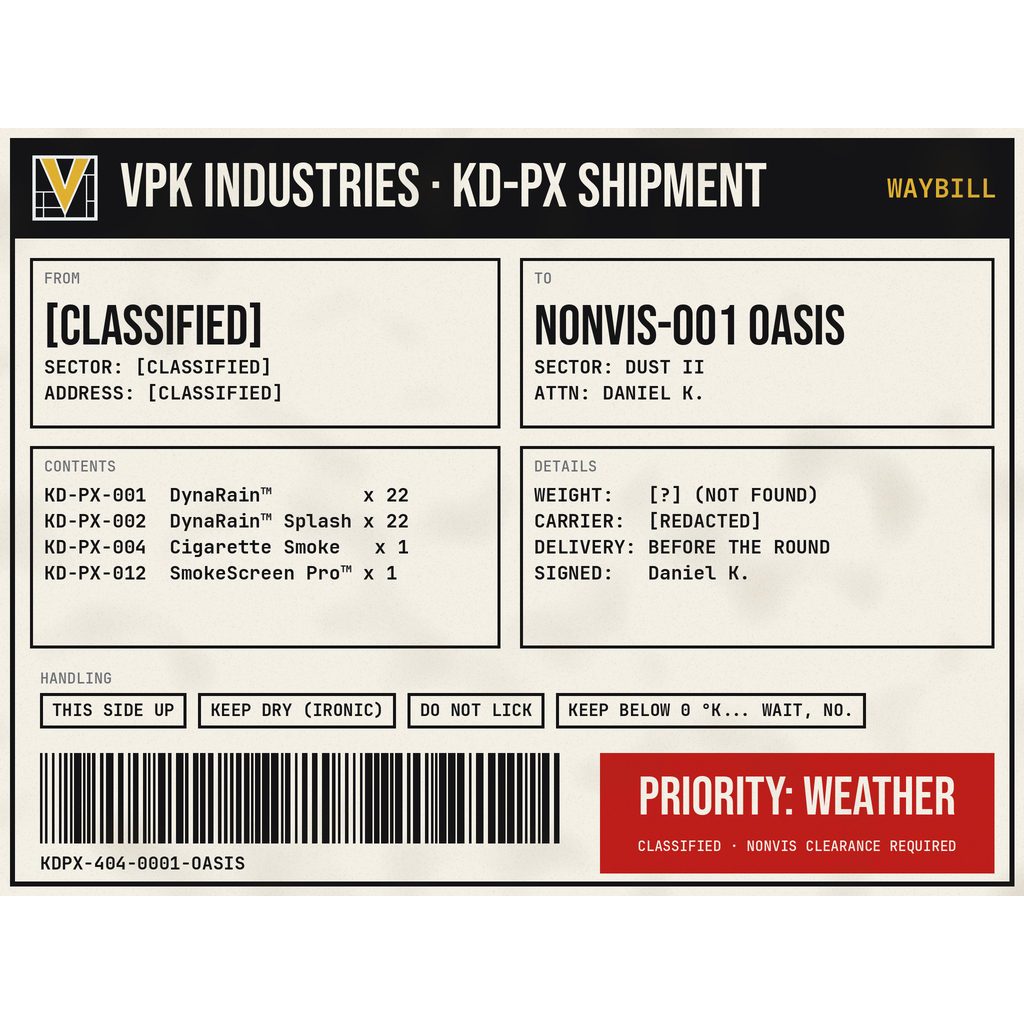 V
VPK INDUSTRIES · KD-PX SHIPMENT
WAYBILL
FROM
[CLASSIFIED]
SECTOR: [CLASSIFIED]
ADDRESS: [CLASSIFIED]
TO
NONVIS-001 OASIS
SECTOR: DUST II
ATTN: DANIEL K.
CONTENTS
KD-PX-001 DynaRain™ x 22
KD-PX-002 DynaRain™ Splash x 22
KD-PX-004 Cigarette Smoke x 1
KD-PX-012 SmokeScreen Pro™ x 1
DETAILS
WEIGHT: [?] (NOT FOUND)
CARRIER: [REDACTED]
DELIVERY: BEFORE THE ROUND
SIGNED: Daniel K.
HANDLING
THIS SIDE UP
KEEP DRY (IRONIC)
DO NOT LICK
KEEP BELOW 0 °K... WAIT, NO.
KDPX-404-0001-OASIS
PRIORITY: WEATHER
CLASSIFIED · NONVIS CLEARANCE REQUIRED